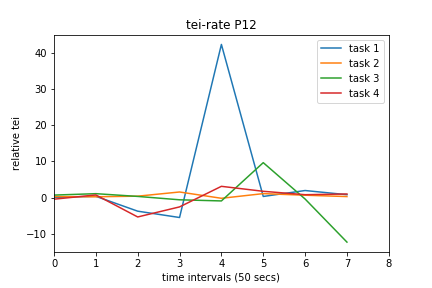 tei-rate P12
relative tei
40
30
20
10
0
−10
0 1 2 3 4 5 6 7 8
time intervals (50 secs)
task 1
task 2
task 3
task 4